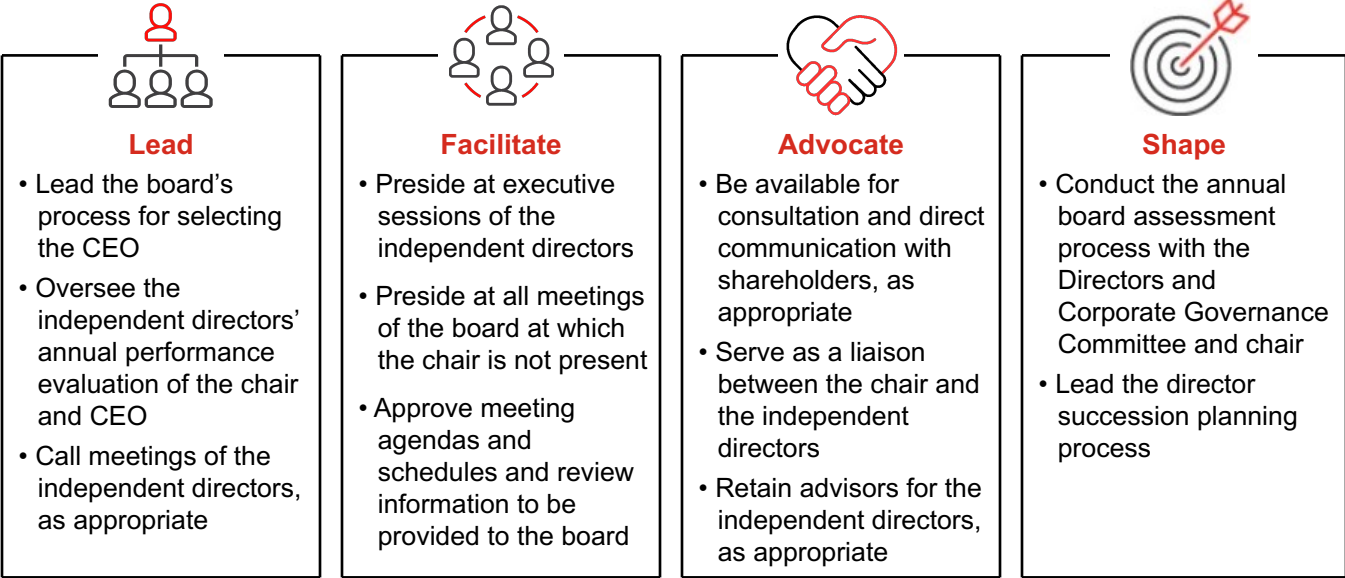 Lead
• Lead the board’s
process for selecting
the CEO
• Oversee the
independent directors’
annual performance
evaluation of the chair
and CEO
• Call meetings of the
independent directors,
as appropriate
Facilitate
• Preside at executive
sessions of the
independent directors
• Preside at all meetings
of the board at which
the chair is not present
• Approve meeting
agendas and
schedules and review
information to be
provided to the board
Advocate
• Be available for
consultation and direct
communication with
shareholders, as
appropriate
• Serve as a liaison
between the chair and
the independent
directors
• Retain advisors for the
independent directors,
as appropriate
Shape
• Conduct the annual
board assessment
process with the
Directors and
Corporate Governance
Committee and chair
• Lead the director
succession planning
process